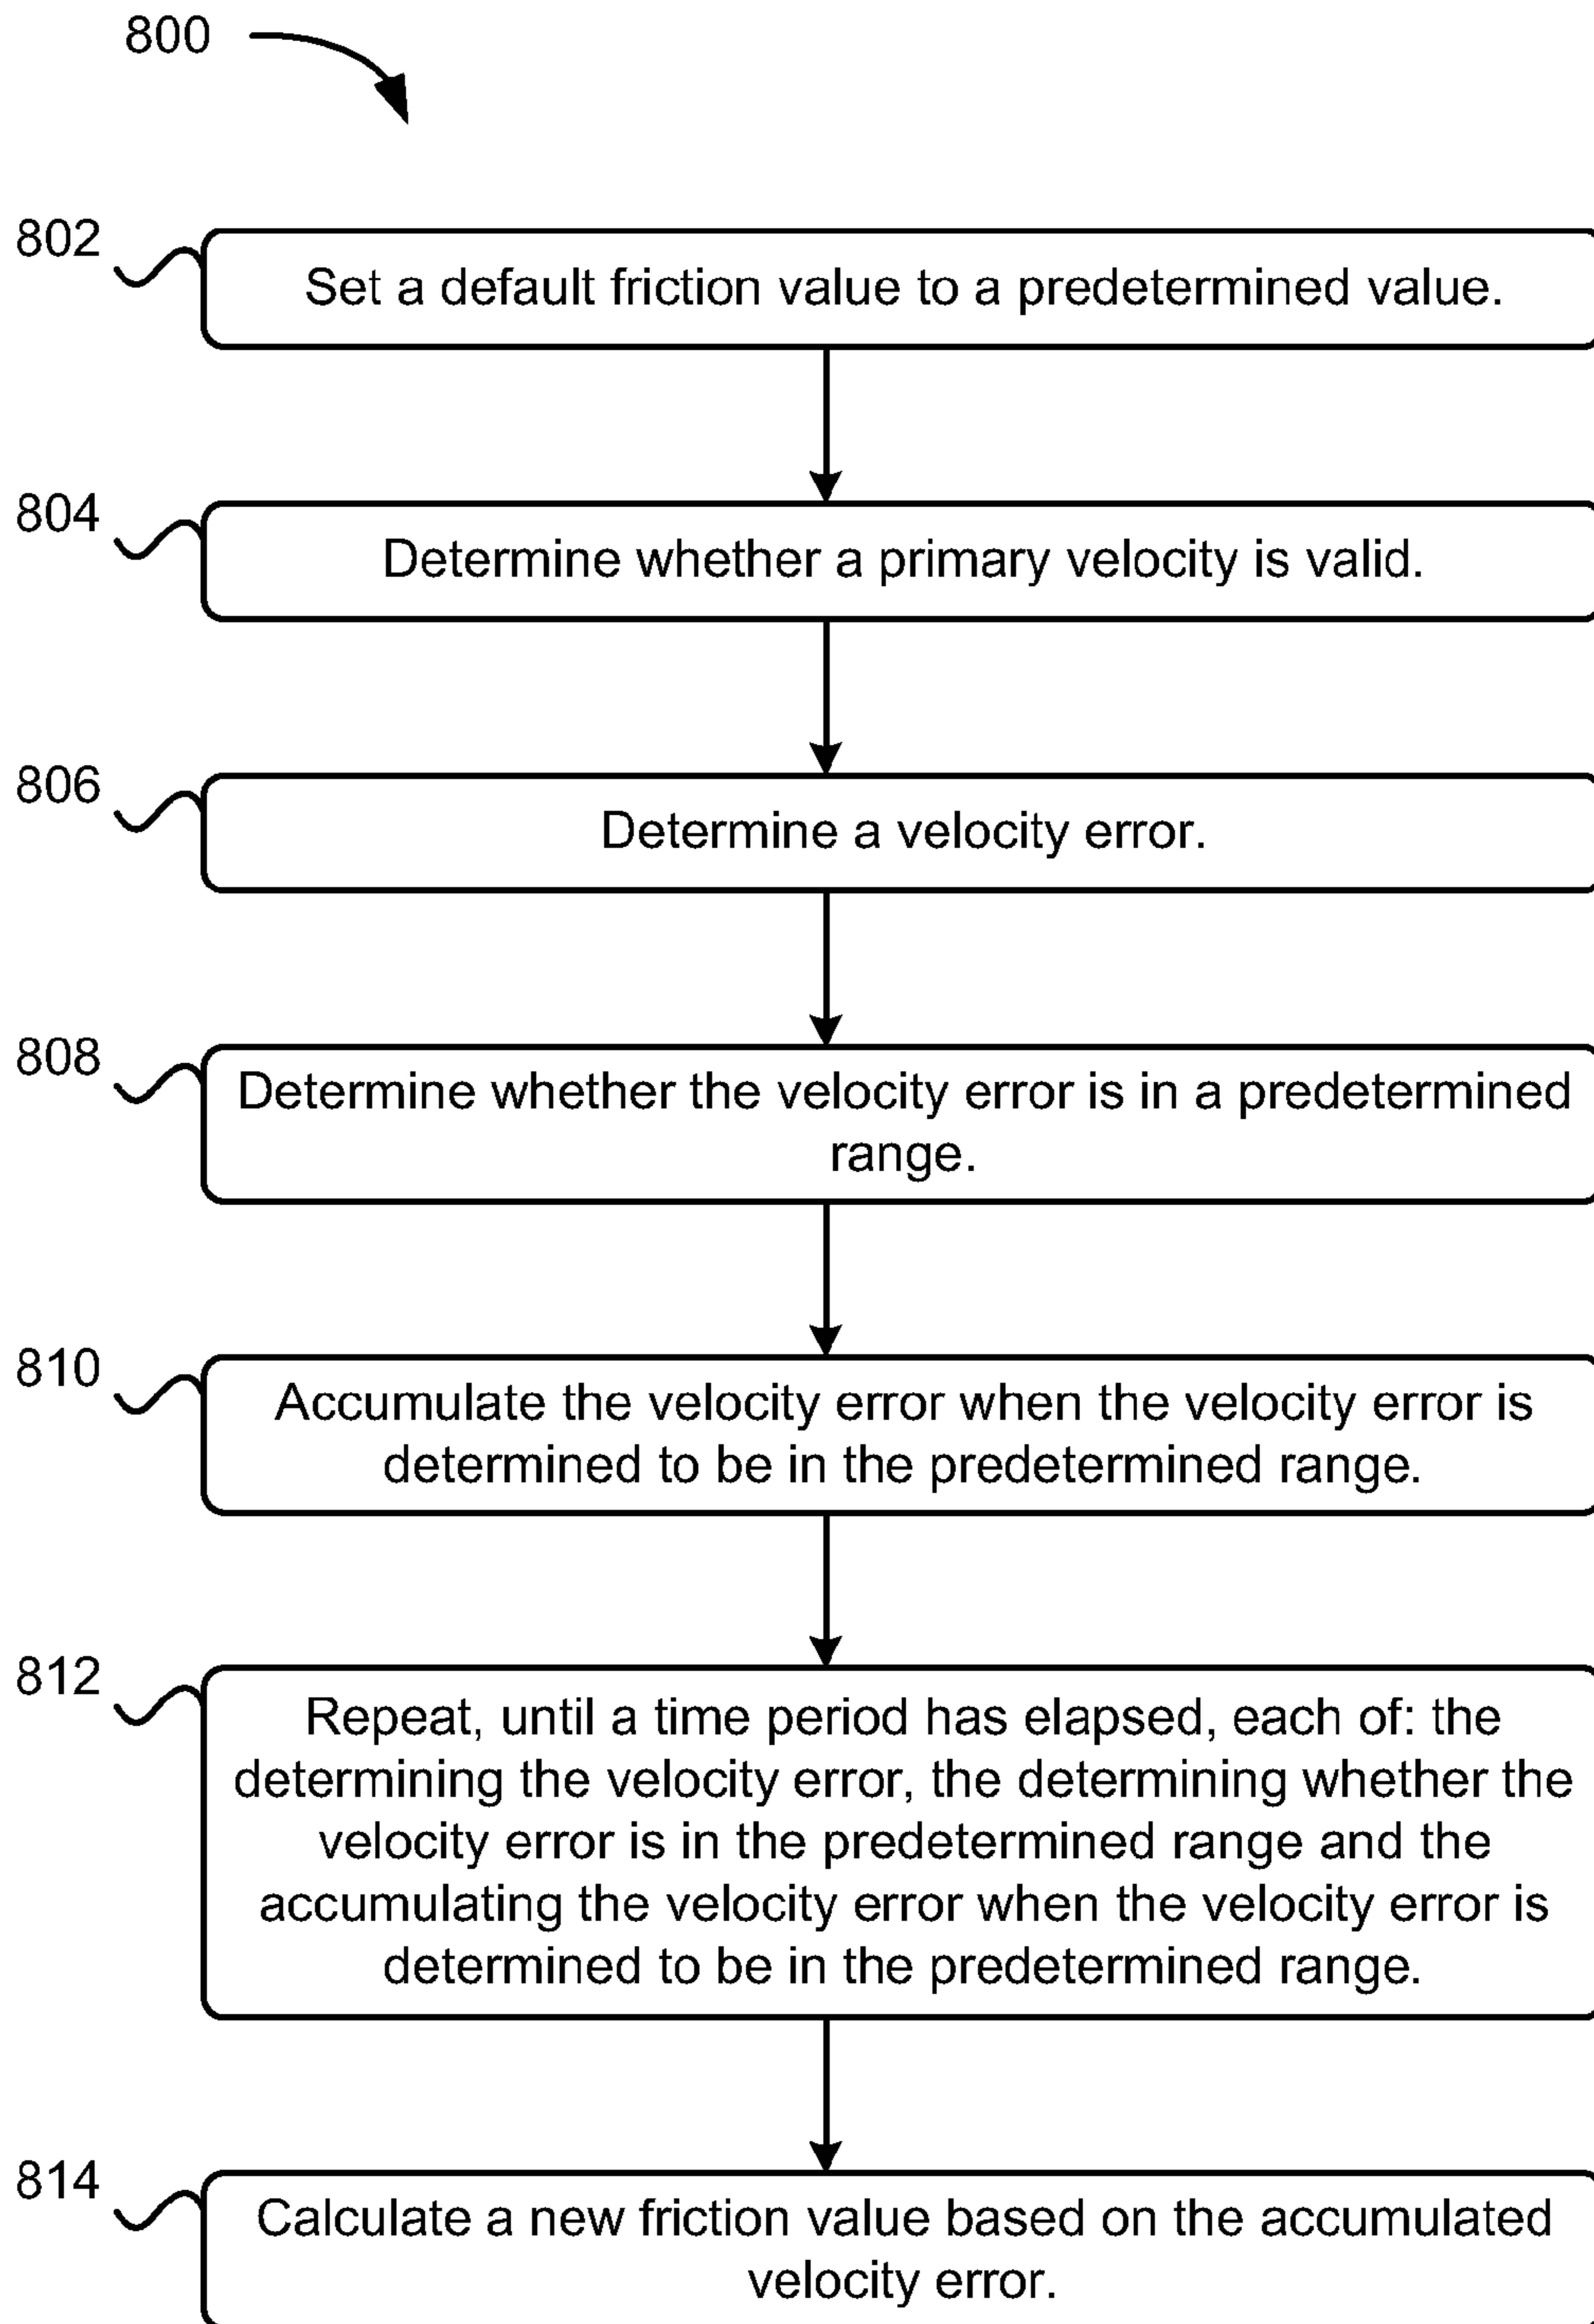 800
802
Set a default friction value to a predetermined value.
804
Determine whether a primary velocity is valid.
806
Determine a velocity error.
808
Determine whether the velocity error is in a predetermined
range.
810
Accumulate the velocity error when the velocity error is
determined to be in the predetermined range.
812
Repeat, until a time period has elapsed, each of: the
determining the velocity error, the determining whether the
velocity error is in the predetermined range and the
accumulating the velocity error when the velocity error is
determined to be in the predetermined range.
814
Calculate a new friction value based on the accumulated
velocity error.